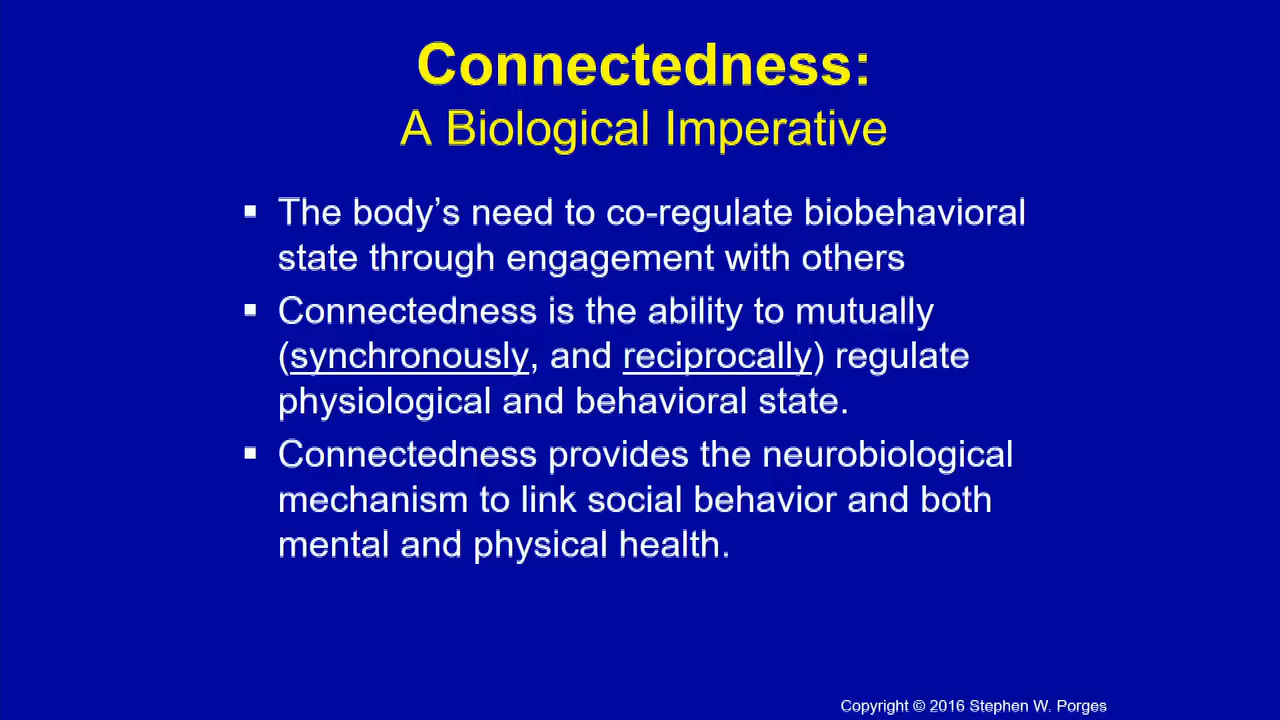 Connectedness:
A Biological Imperative
▪ The body’s need to co-regulate biobehavioral
state through engagement with others
▪ Connectedness is the ability to mutually
(synchronously, and reciprocally) regulate
physiological and behavioral state.
▪ Connectedness provides the neurobiological
mechanism to link social behavior and both
mental and physical health.
Copyright © 2016 Stephen W. Porges